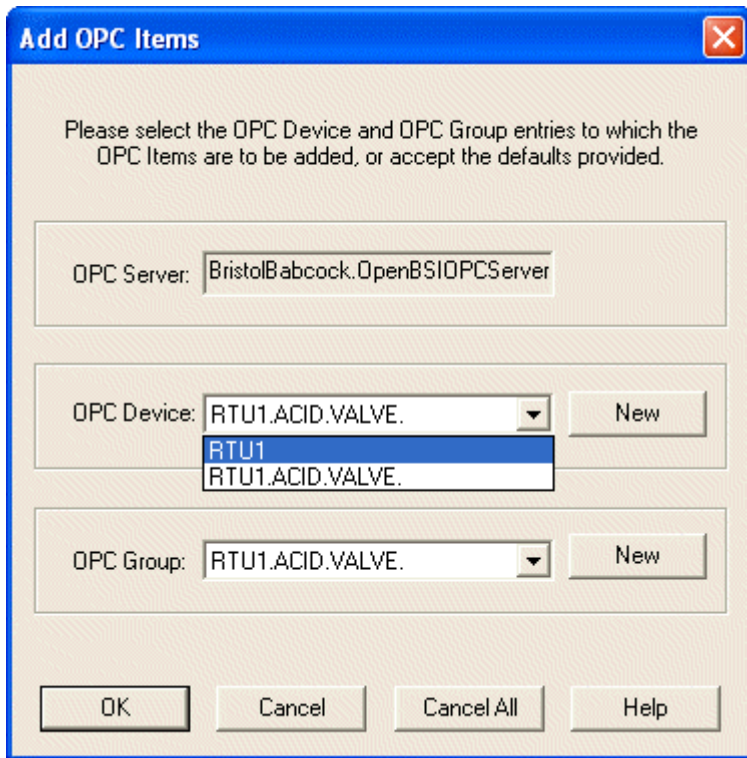 Add OPC Items
Please select the OPC Device and OPC Group entries to which the
OPC Items are to be added, or accept the defaults provided.
OPC Server: BristolBabcock.OpenBSIOPCServer
OPC Device: RTU1.ACID.VALVE. New
RTU1
RTU1.ACID.VALVE.
OPC Group: RTU1.ACID.VALVE. New
OK Cancel Cancel All Help